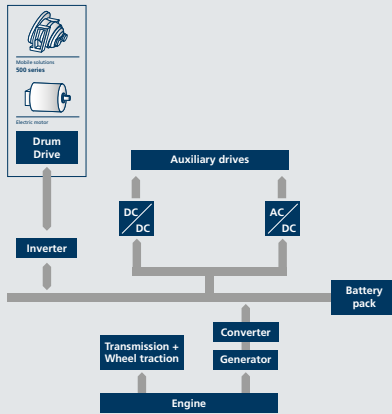 Mobile solutions
500 series
Electric motor
Drum
Drive
Auxiliary drives
DC
DC
AC
DC
Inverter
Battery
pack
Transmission +
Wheel traction
Converter
Generator
Engine